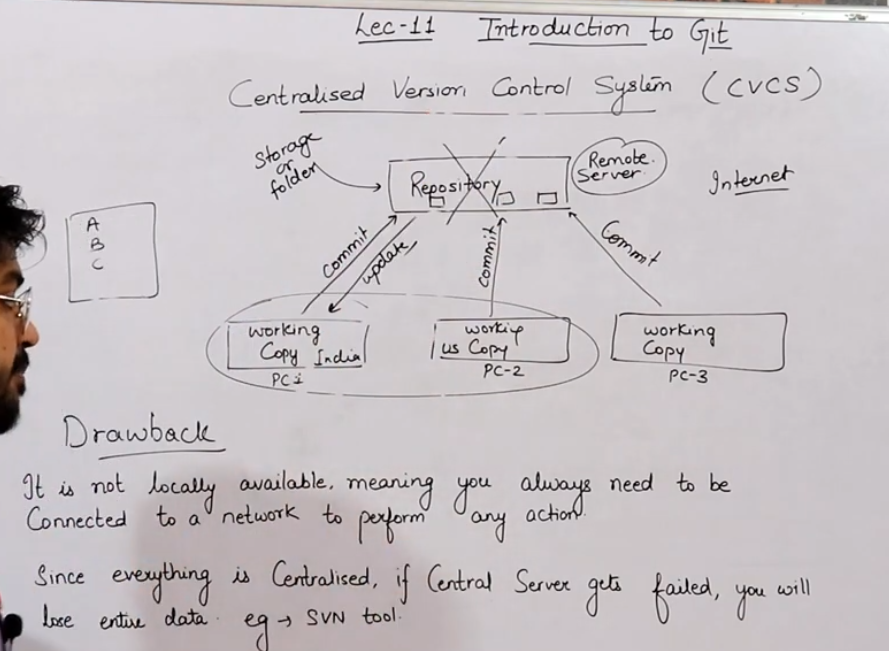 Lec-11 Introduction to Git
Centralised Version Control System (CVCS)
Storage
or
folder
Repository
Remote
Server
Internet
A
B
C
Commit
update
Commit
Commit
working
Copy India
PC1
workig
US Copy
PC-2
working
Copy
PC-3
Drawback
It is not locally available, meaning you always need to be
Connected to a network to perform any action.
Since everything is Centralised, if Central Server gets failed, you will
lose entire data. eg → SVN tool.